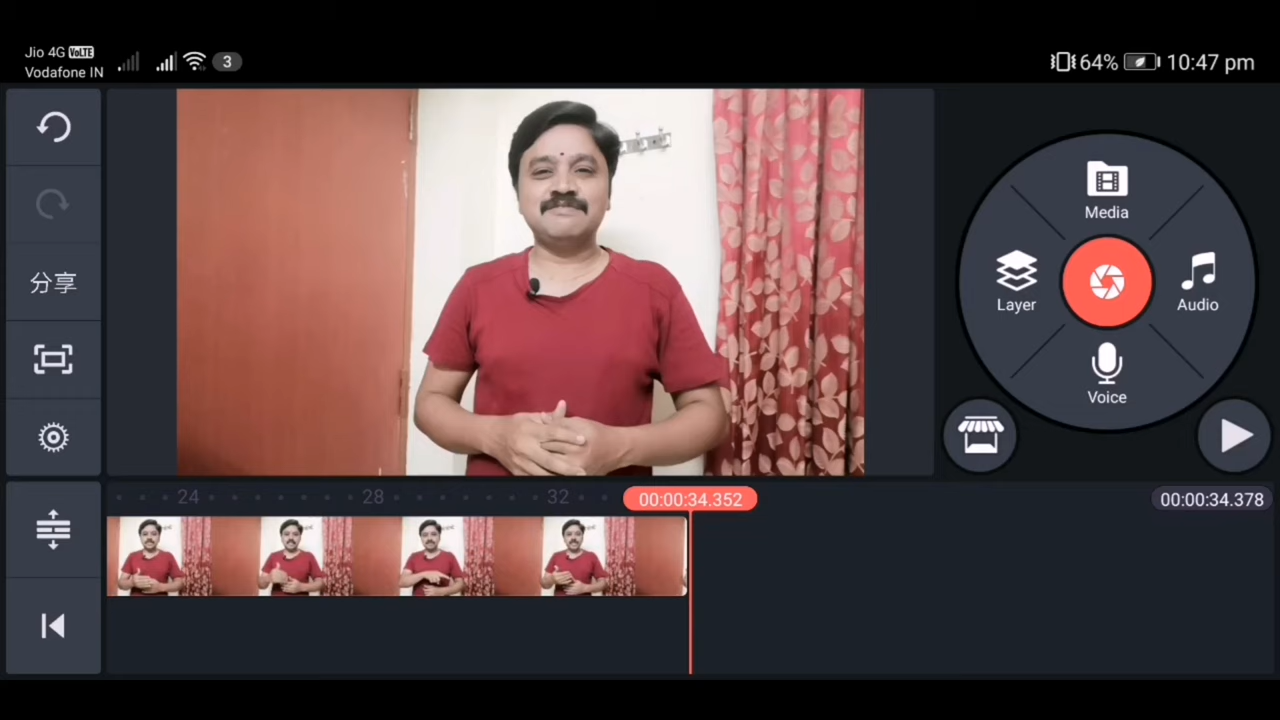 Jio 4G VoLTE
Vodafone IN
3
64%
10:47 pm
分享
Media
Layer
Audio
Voice
24
28
32
00:00:34.352
00:00:34.378